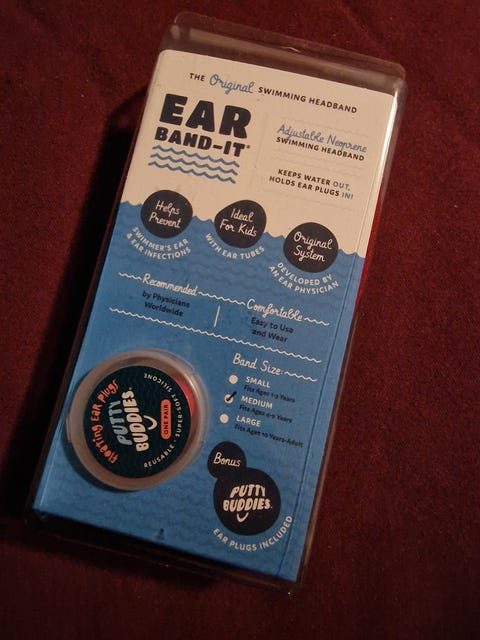 THE Original SWIMMING HEADBAND
EAR
BAND-IT®
Adjustable Neoprene
SWIMMING HEADBAND
KEEPS WATER OUT,
HOLDS EAR PLUGS IN!
Helps
Prevent
SWIMMER'S EAR
& EAR INFECTIONS
Ideal
For Kids
WITH EAR TUBES
Original
System
DEVELOPED BY
AN EAR PHYSICIAN
Recommended
by Physicians
Worldwide
Comfortable
Easy to Use
and Wear
Band Size:
SMALL
Fits Ages 1-3 Years
MEDIUM
Fits Ages 4-9 Years
LARGE
Fits Ages 10 Years-Adult
FLOATING EAR PLUGS
PUTTY
BUDDIES
ONE PAIR
REUSABLE · SUPER-SOFT SILICONE
Bonus
PUTTY
BUDDIES
EAR PLUGS INCLUDED